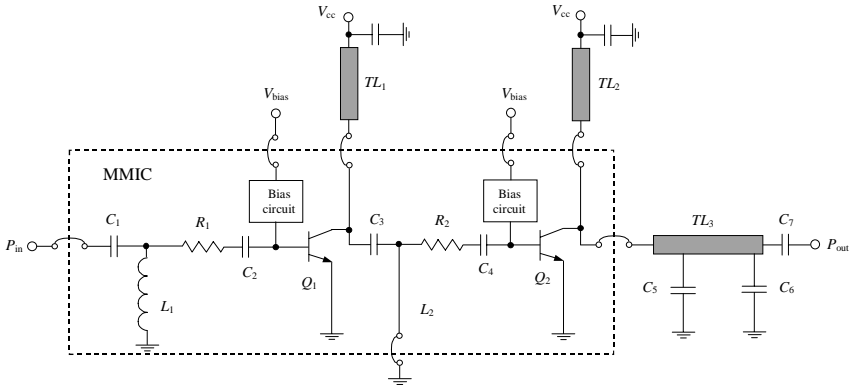 Vcc
Vcc
TL1
TL2
Vbias
Vbias
MMIC
Bias
circuit
Bias
circuit
Pin
C1
R1
C2
Q1
C3
R2
C4
Q2
TL3
C7
Pout
L1
L2
C5
C6